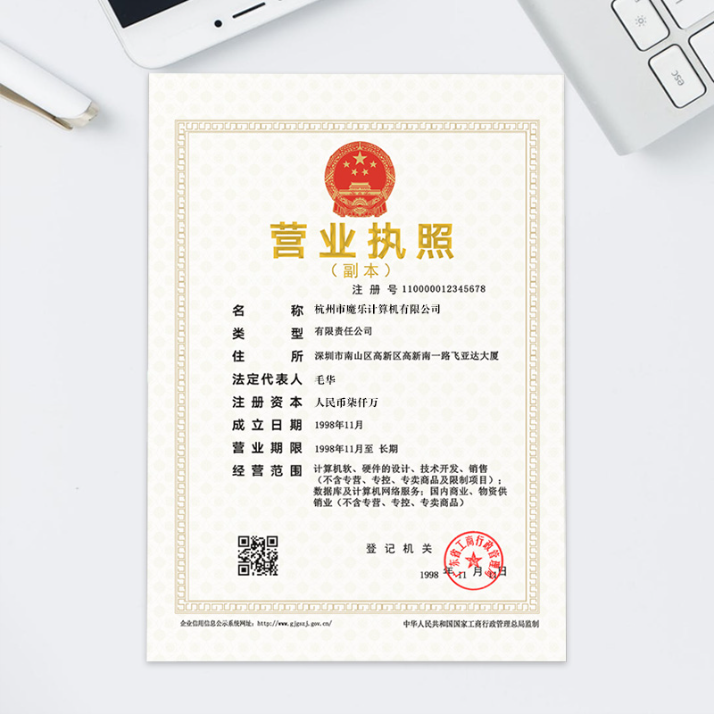 esc
营业执照
（副本）
注 册 号 110000012345678
名 称 杭州市魔乐计算机有限公司
类 型 有限责任公司
住 所 深圳市南山区高新区高新南一路飞亚达大厦
法定代表人 毛华
注册资本 人民币柒仟万
成立日期 1998年11月
营业期限 1998年11月至 长期
经营范围 计算机软、硬件的设计、技术开发、销售
（不含专营、专控、专卖商品及限制项目）；
数据库及计算机网络服务；国内商业、物资供
销业（不含专营、专控、专卖商品）
登 记 机 关
东省工商行政管理局
1998 年 11 月 11 日
企业信用信息公示系统网址：http://www.gjgszj.gov.cn/
中华人民共和国国家工商行政管理总局监制